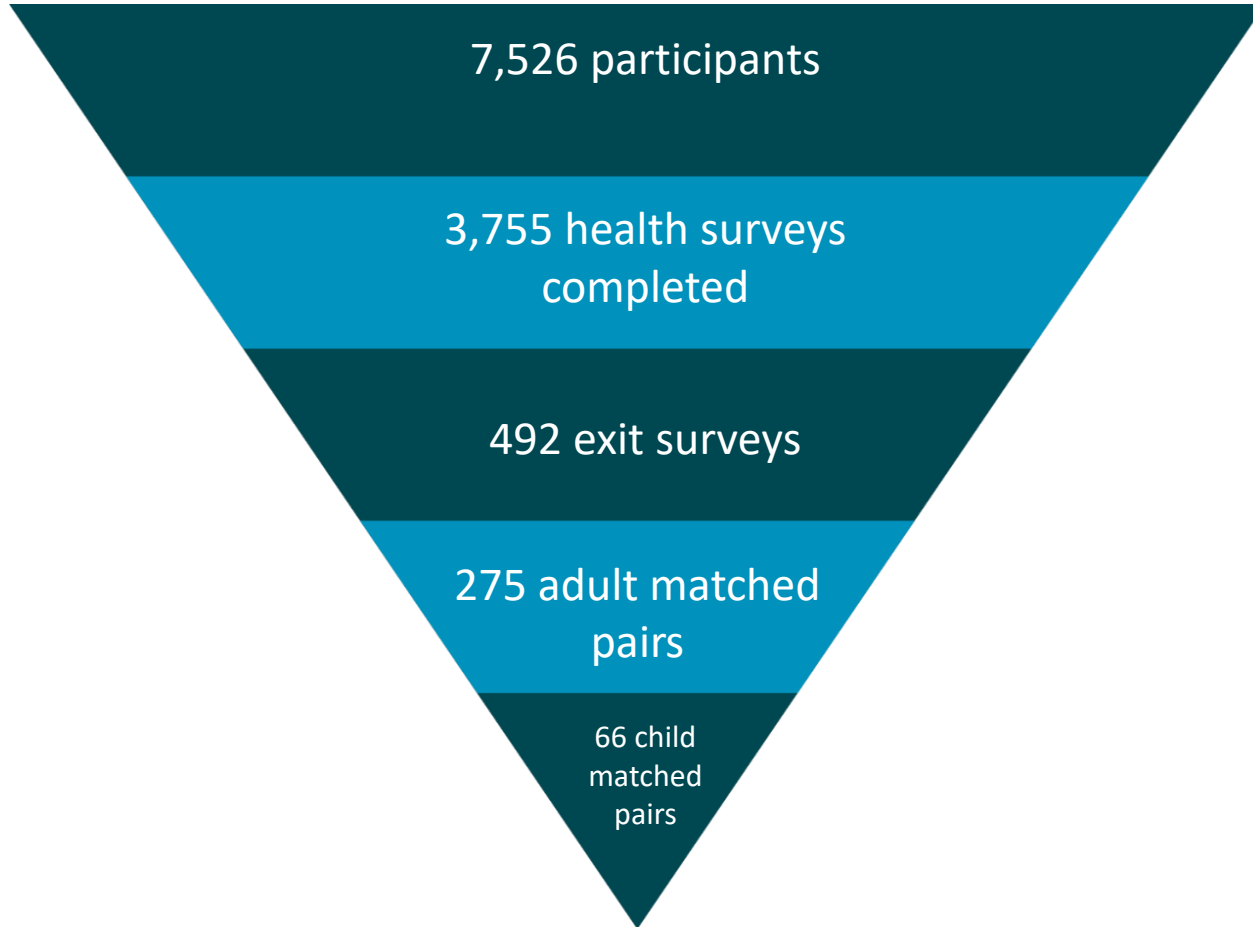 7,526 participants
3,755 health surveys
completed
492 exit surveys
275 adult matched
pairs
66 child
matched
pairs